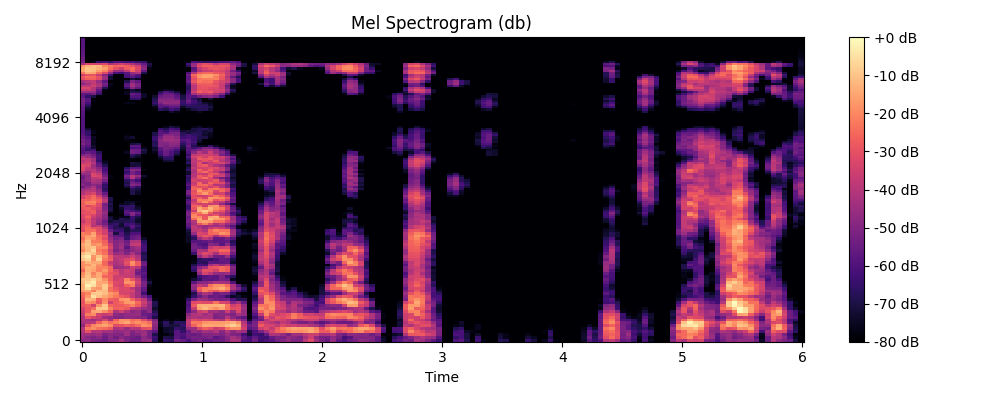 Mel Spectrogram (db)
Hz
8192
4096
2048
1024
512
0
0 1 2 3 4 5 6
Time
+0 dB
-10 dB
-20 dB
-30 dB
-40 dB
-50 dB
-60 dB
-70 dB
-80 dB